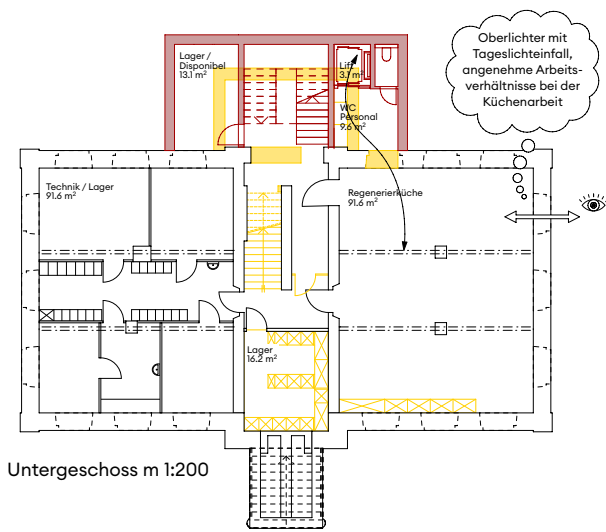 Lager /
Disponibel
13.1 m²
Lift
3.1 m²
WC
Personal
9.6 m²
Oberlichter mit
Tageslichteinfall,
angenehme Arbeits-
verhältnisse bei der
Küchenarbeit
Technik / Lager
91.6 m²
Regenerierküche
91.6 m²
Lager
16.2 m²
Untergeschoss m 1:200